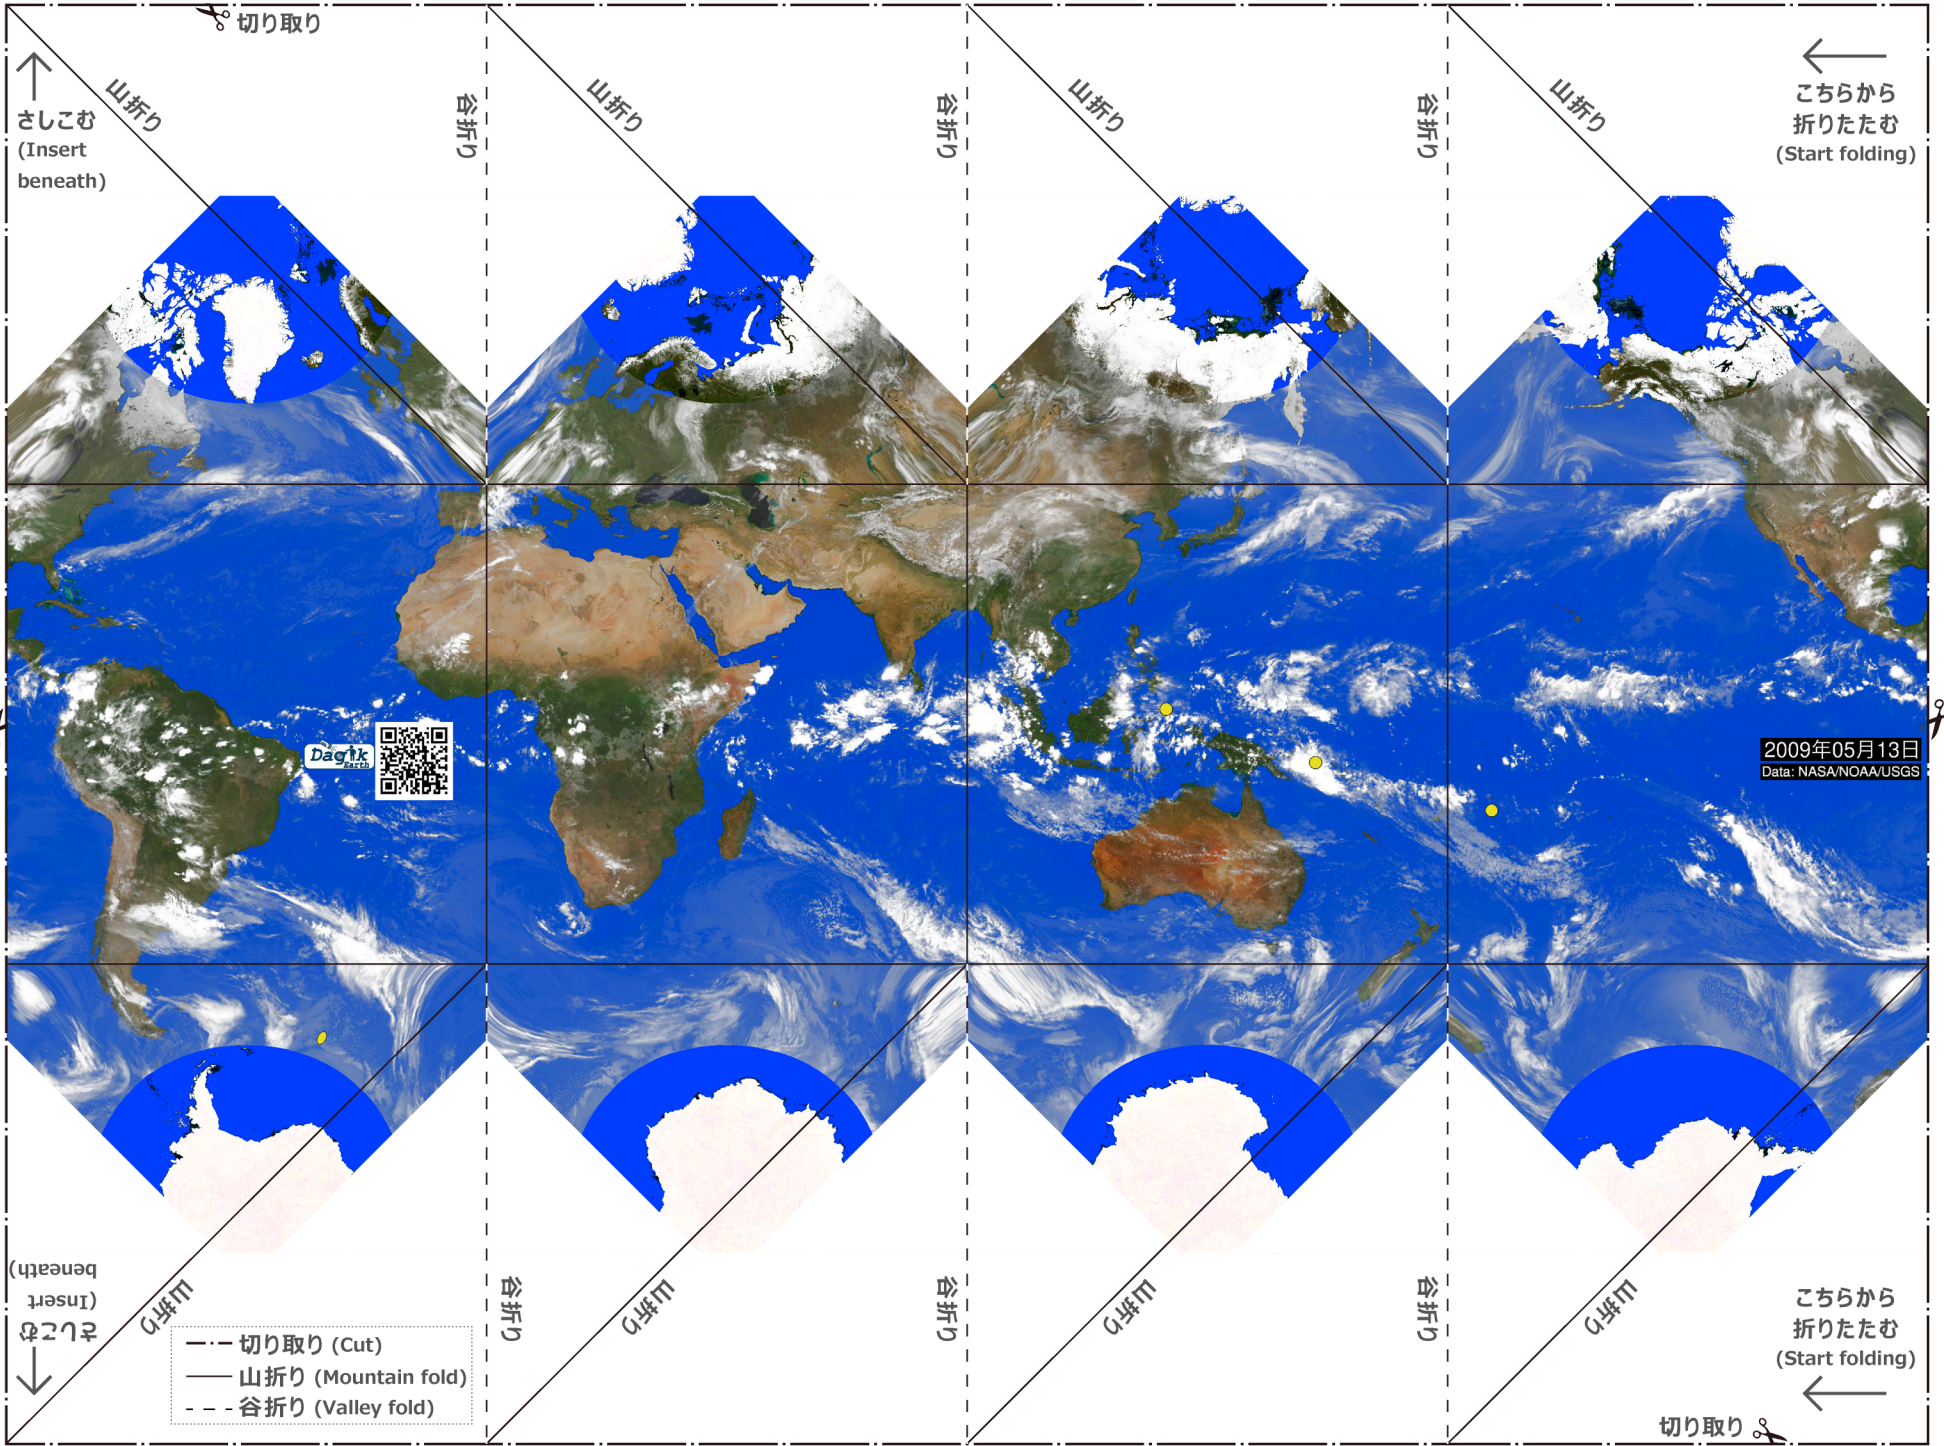 切り取り
山折り
谷折り
山折り
谷折り
山折り
谷折り
山折り
さしこむ
(Insert
beneath)
こちらから
折りたたむ
(Start folding)
Dagik
Earth
2009年05月13日
Data: NASA/NOAA/USGS
さしこむ
(Insert
beneath)
山折り
谷折り
山折り
谷折り
山折り
谷折り
山折り
切り取り (Cut)
山折り (Mountain fold)
谷折り (Valley fold)
こちらから
折りたたむ
(Start folding)
切り取り